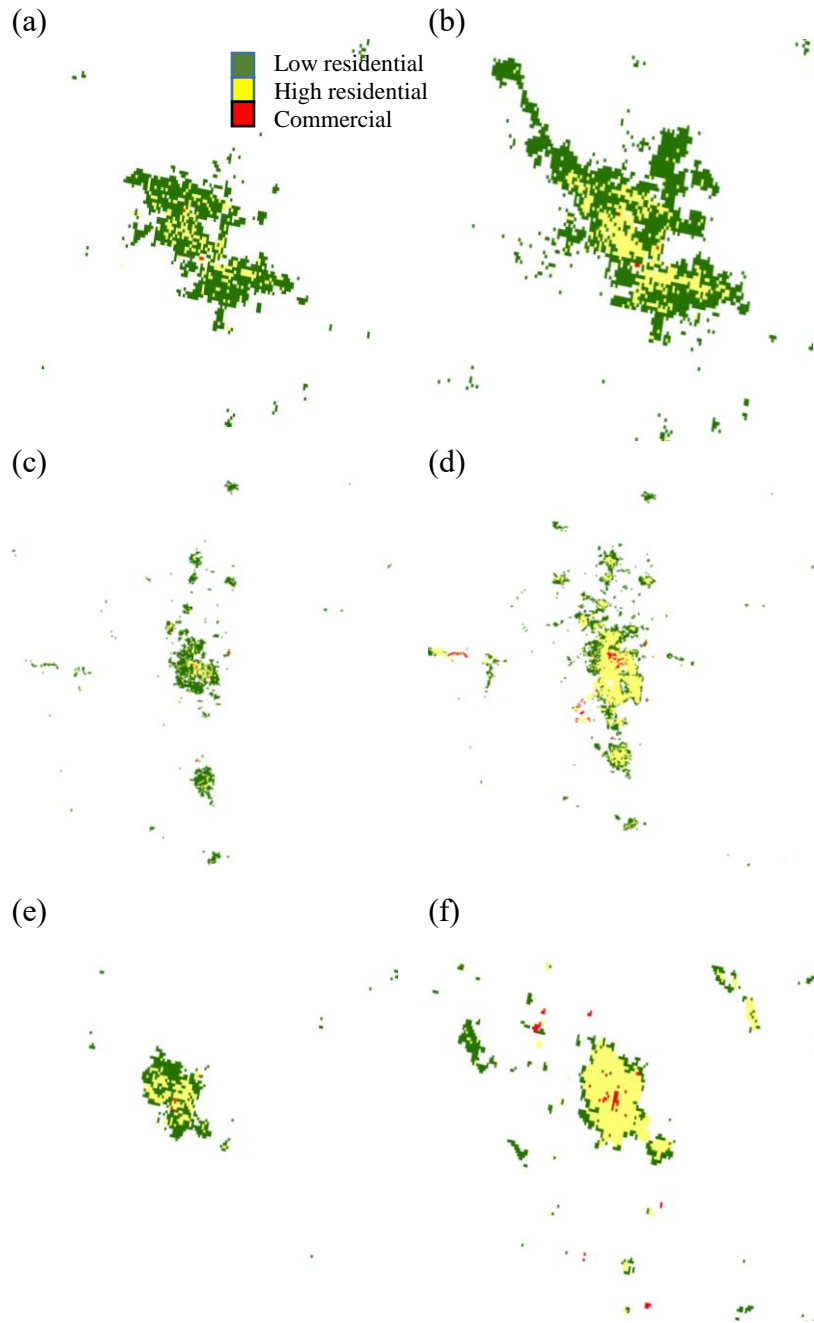 (a)
(b)
Low residential
High residential
Commercial
(c)
(d)
(e)
(f)